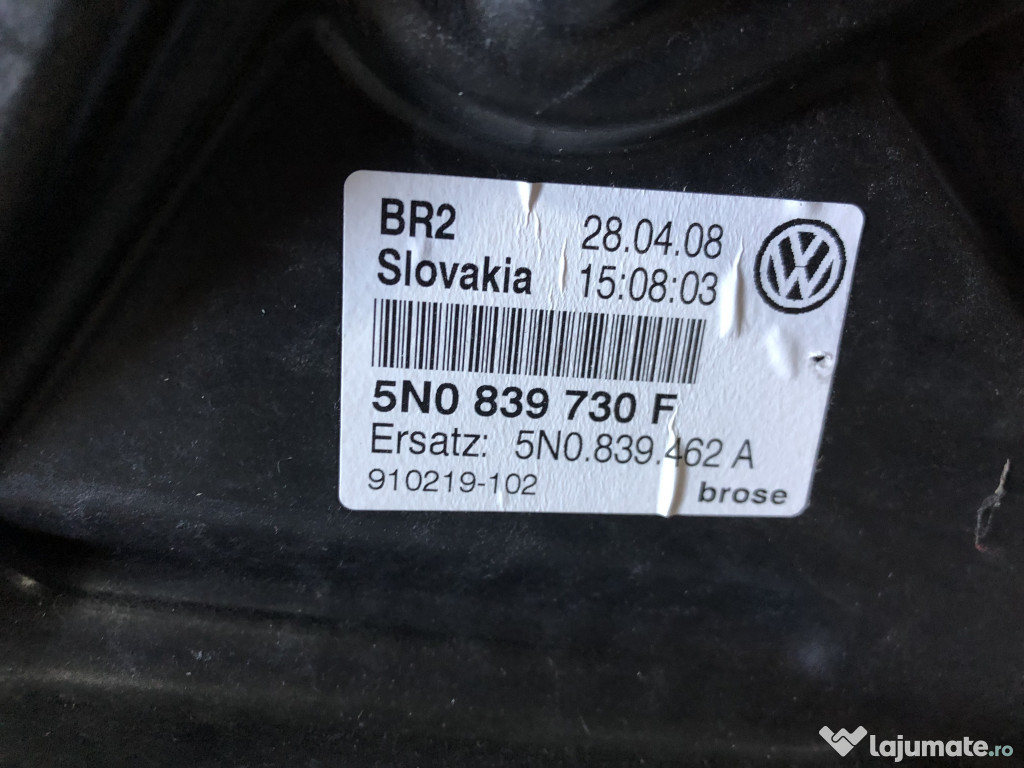 BR2 28.04.08
Slovakia 15:08:03
5N0 839 730 F
Ersatz: 5N0.839.462 A
910219-102 brose
lajumate.ro